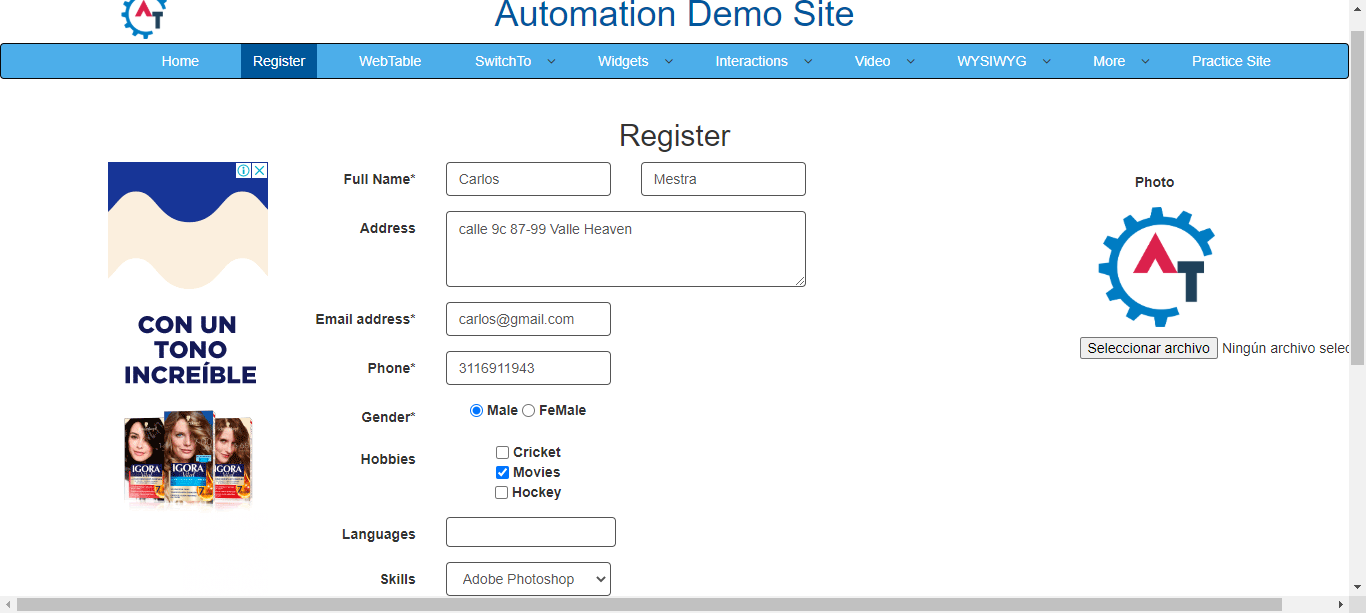 Automation Demo Site
Home Register WebTable SwitchTo Widgets Interactions Video WYSIWYG More Practice Site
Register
Full Name* Carlos Mestra
Photo
Address calle 9c 87-99 Valle Heaven
AT
Email address* carlos@gmail.com
CON UN
TONO
INCREÍBLE
Seleccionar archivo Ningún archivo selec
Phone* 3116911943
Gender* Male FeMale
Hobbies Cricket
Movies
Hockey
IGORA IGORA IGORA
Languages
Skills Adobe Photoshop